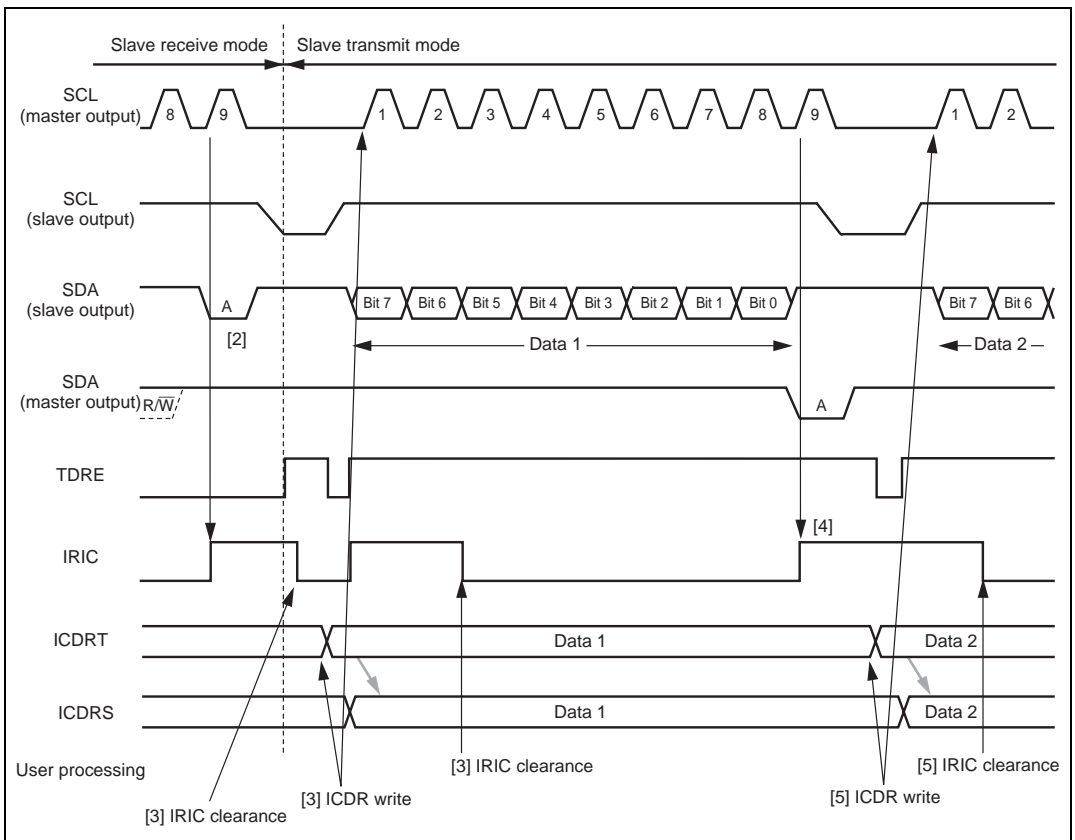 Slave receive mode Slave transmit mode
SCL
(master output)
8 9 1 2 3 4 5 6 7 8 9 1 2
SCL
(slave output)
SDA
(slave output)
A Bit 7 Bit 6 Bit 5 Bit 4 Bit 3 Bit 2 Bit 1 Bit 0 Bit 7 Bit 6
[2]
Data 1 Data 2
SDA
(master output)
R/W̅ A
TDRE
[4]
IRIC
ICDRT Data 1 Data 2
ICDRS Data 1 Data 2
User processing
[3] IRIC clearance [5] IRIC clearance
[3] ICDR write [5] ICDR write
[3] IRIC clearance